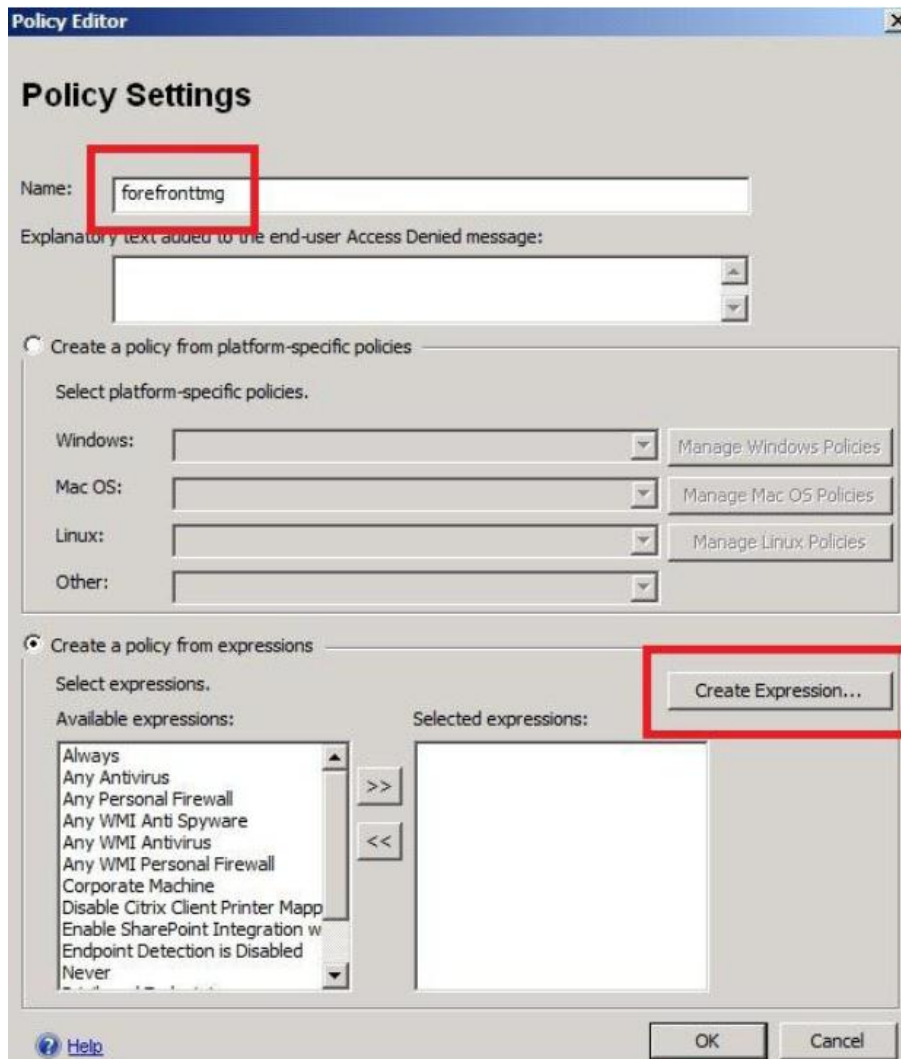 Policy Editor
Policy Settings
Name: forefronttmg
Explanatory text added to the end-user Access Denied message:
Create a policy from platform-specific policies
Select platform-specific policies.
Windows: Manage Windows Policies
Mac OS: Manage Mac OS Policies
Linux: Manage Linux Policies
Other:
Create a policy from expressions
Select expressions. Create Expression...
Available expressions: Selected expressions:
Always
Any Antivirus
Any Personal Firewall
>>
Any WMI Anti Spyware
Any WMI Antivirus
<<
Any WMI Personal Firewall
Corporate Machine
Disable Citrix Client Printer Mapp
Enable SharePoint Integration w
Endpoint Detection is Disabled
Never
Help OK Cancel